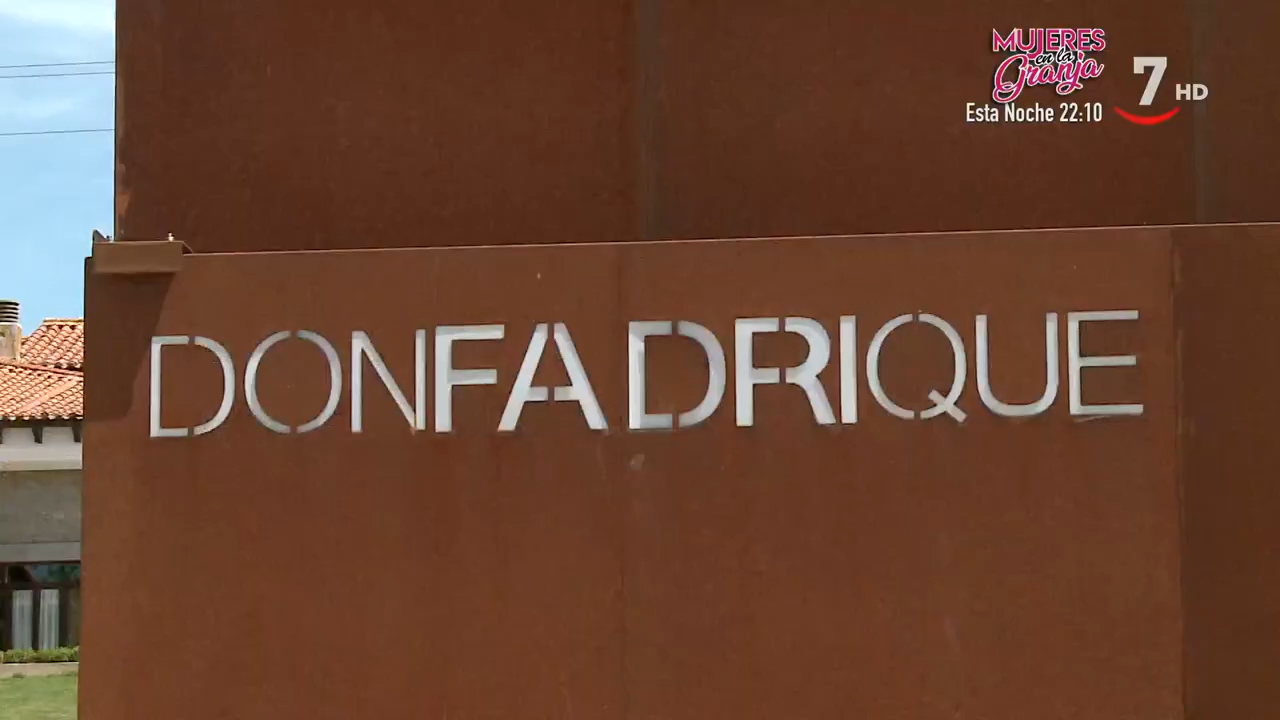 MUJERES
en la
Granja
Esta Noche 22:10
7 HD
DONFADRIQUE